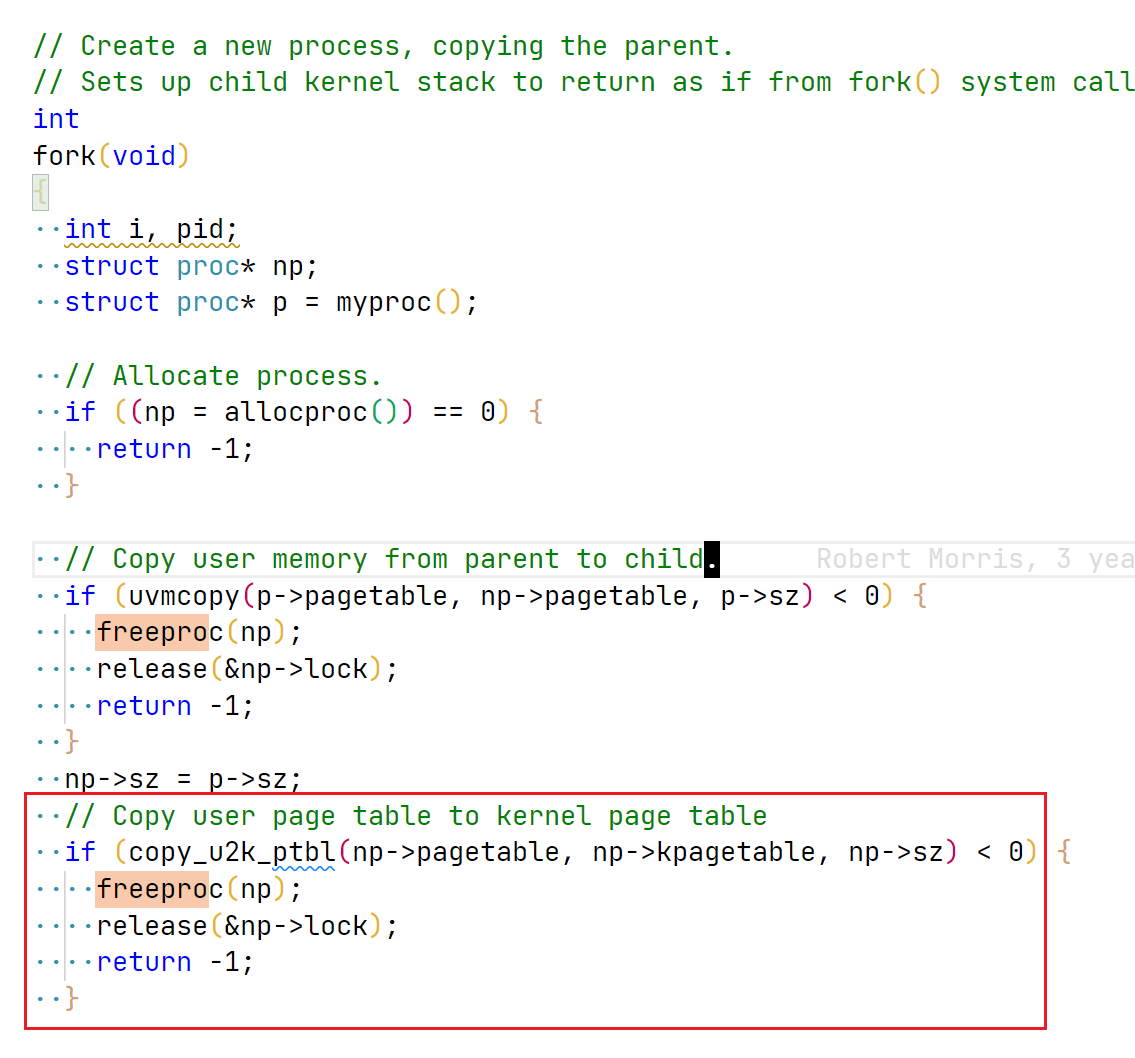 // Create a new process, copying the parent.
// Sets up child kernel stack to return as if from fork() system call
int
fork(void)
{
int i, pid;
struct proc* np;
struct proc* p = myproc();
// Allocate process.
if ((np = allocproc()) == 0) {
return -1;
}
// Copy user memory from parent to child. Robert Morris, 3 yea
if (uvmcopy(p->pagetable, np->pagetable, p->sz) < 0) {
freeproc(np);
release(&np->lock);
return -1;
}
np->sz = p->sz;
// Copy user page table to kernel page table
if (copy_u2k_ptbl(np->pagetable, np->kpagetable, np->sz) < 0) {
freeproc(np);
release(&np->lock);
return -1;
}